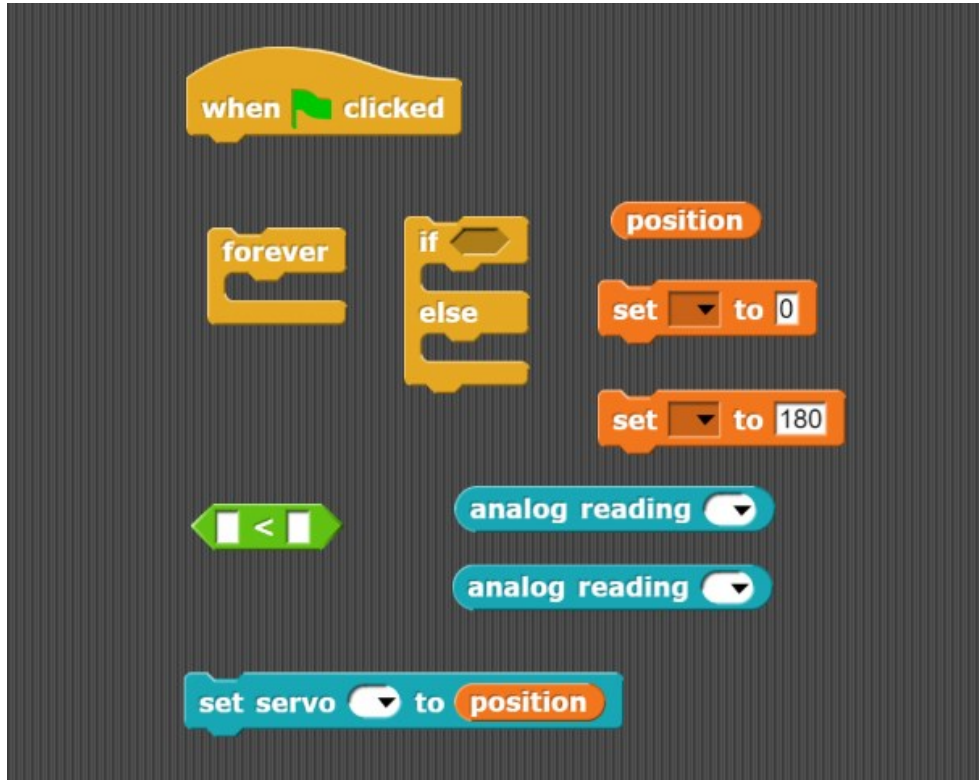 when clicked
forever
if
else
position
set to 0
set to 180
<
analog reading
analog reading
set servo to position